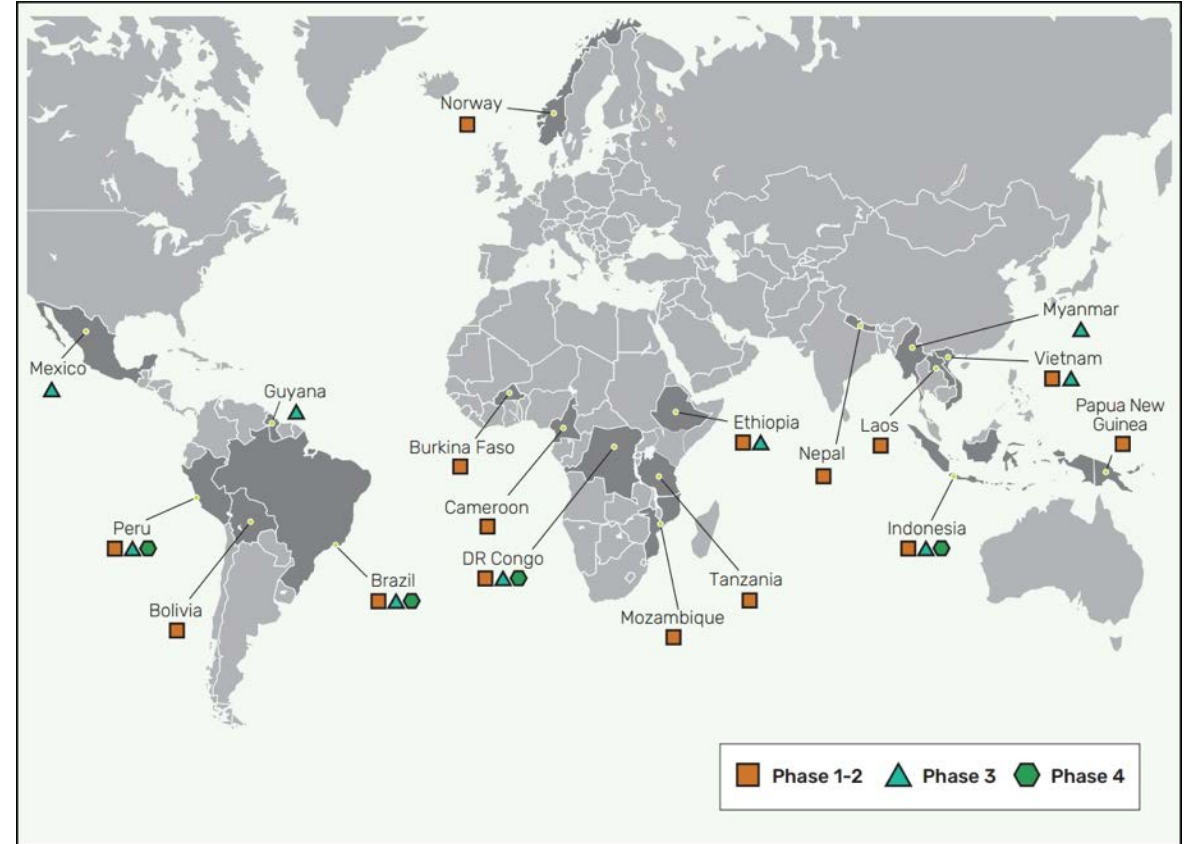 Norway
Myanmar
Vietnam
Mexico
Guyana
Papua New
Guinea
Ethiopia
Laos
Burkina Faso
Nepal
Cameroon
Peru
Indonesia
DR Congo
Brazil
Tanzania
Bolivia
Mozambique
Phase 1-2 Phase 3 Phase 4